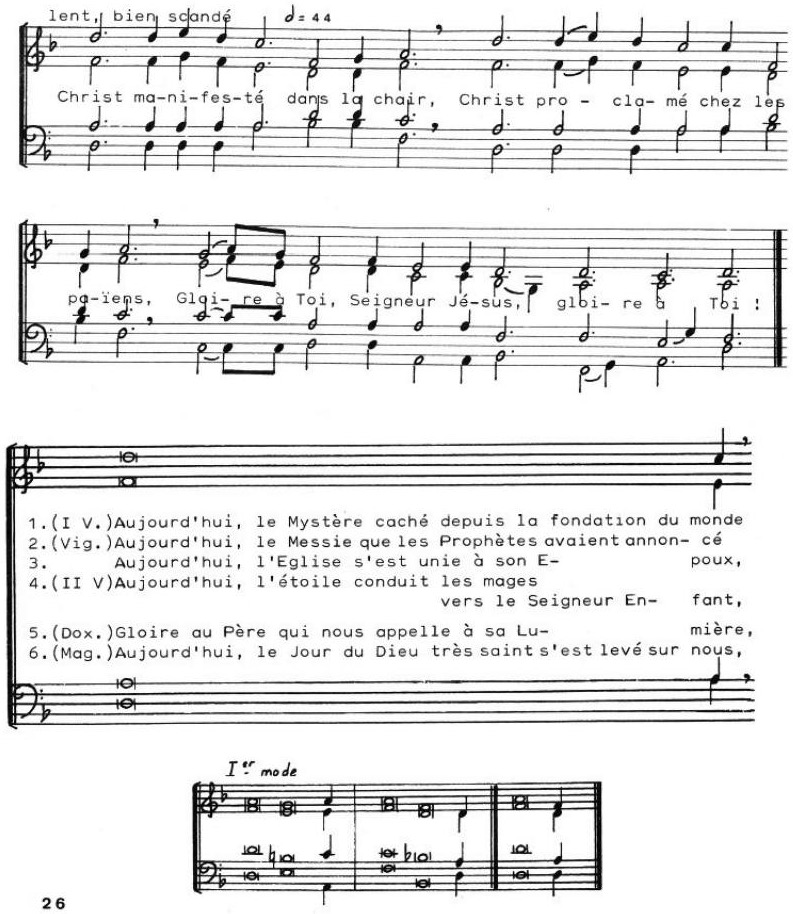 lent, bien scandé 𝅗𝅥 = 44
Christ ma-ni-fes-té dans la chair, Christ pro - cla- mé chez les
pa-ïens, Gloi- re à Toi, Seigneur Jé-sus, gloi- re à Toi !
1.(I V.)Aujourd'hui, le Mystère caché depuis la fondation du monde
2.(Vig.)Aujourd'hui, le Messie que les Prophètes avaient annon- cé
3. Aujourd'hui, l'Eglise s'est unie à son E- poux,
4.(II V)Aujourd'hui, l'étoile conduit les mages
vers le Seigneur En- fant,
5.(Dox.)Gloire au Père qui nous appelle à sa Lu- mière,
6.(Mag.)Aujourd'hui, le Jour du Dieu très saint s'est levé sur nous,
Ier mode
26